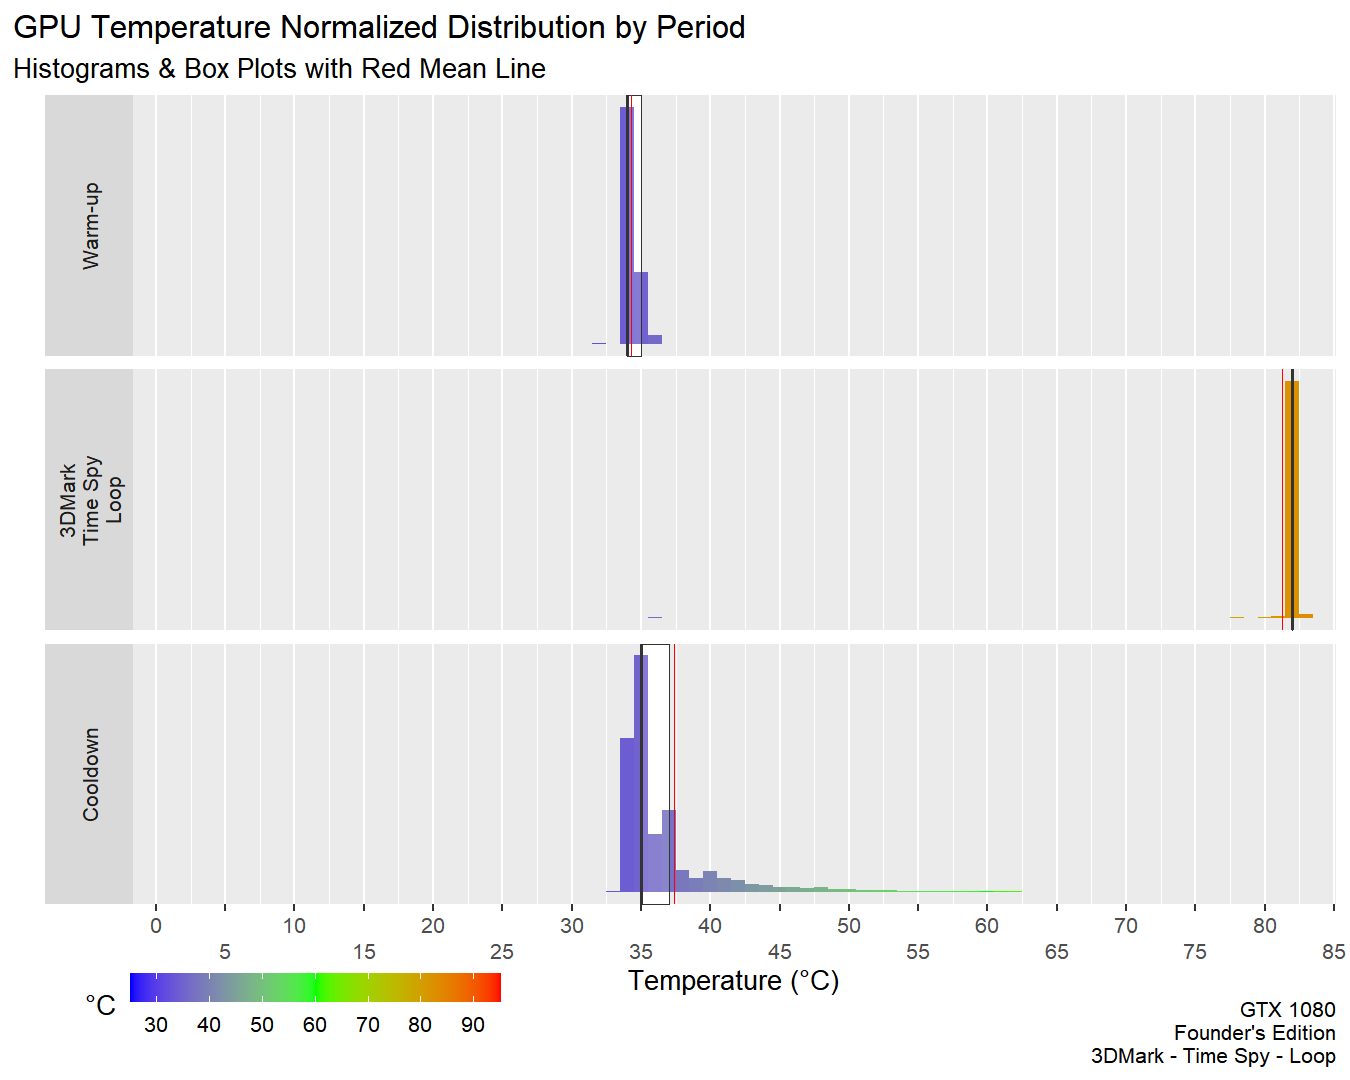 GPU Temperature Normalized Distribution by Period
Histograms & Box Plots with Red Mean Line
Warm-up
3DMark
Time Spy
Loop
Cooldown
0 10 20 30 40 50 60 70 80
5 15 25 35 45 55 65 75 85
Temperature (°C)
°C
30 40 50 60 70 80 90
GTX 1080
Founder's Edition
3DMark - Time Spy - Loop